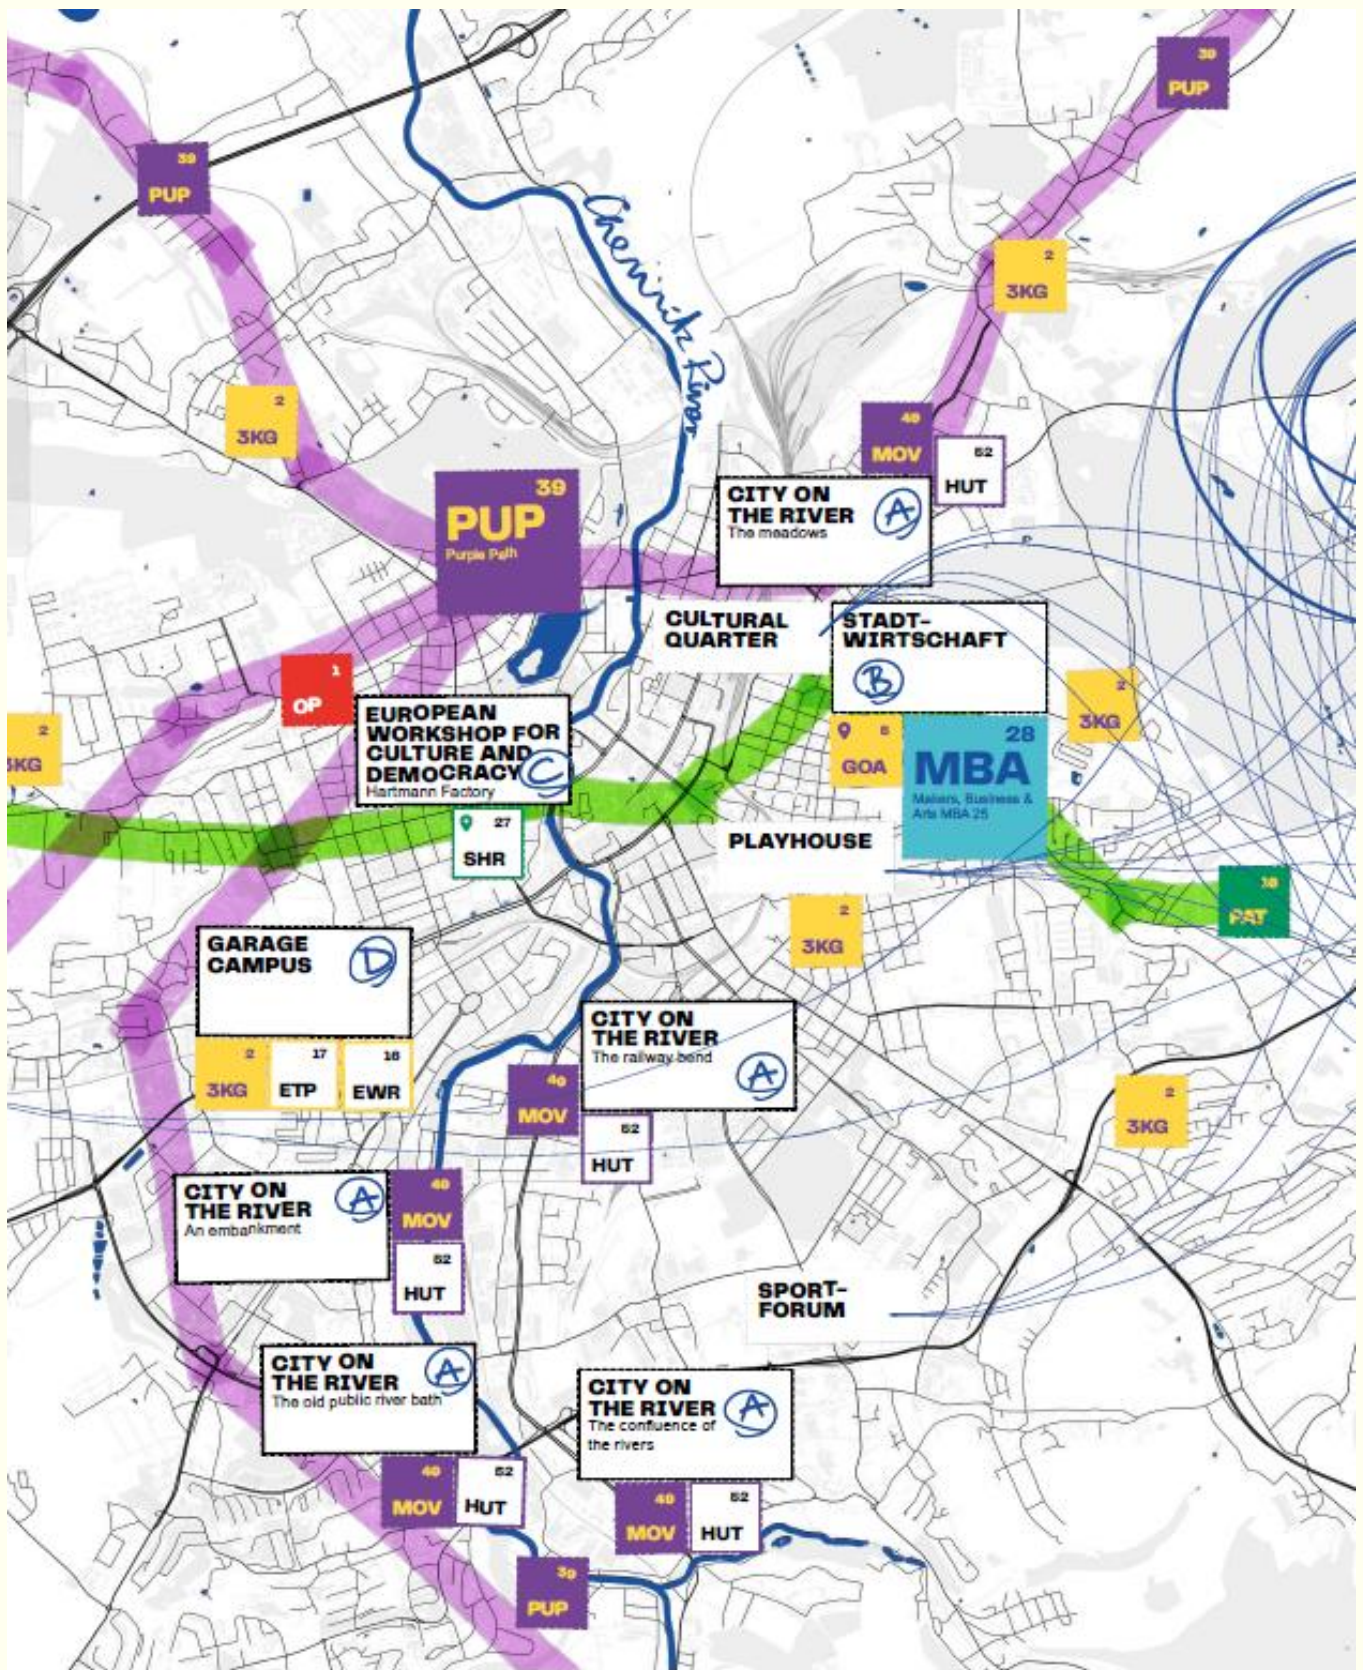 39
PUP
39
PUP
Chemnitz River
2
3KG
2
3KG
40
MOV
52
HUT
CITY ON
THE RIVER
The meadows
A
39
PUP
Purple Path
CULTURAL
QUARTER
STADT-
WIRTSCHAFT
B
1
OP
2
3KG
EUROPEAN
WORKSHOP FOR
CULTURE AND
DEMOCRACY
Hartmann Factory
C
2
3KG
GOA
28
MBA
Makers, Business &
Arts MBA 25
27
SHR
PLAYHOUSE
PAT
2
3KG
GARAGE
CAMPUS
D
2
3KG
17
ETP
EWR
CITY ON
THE RIVER
The railway bend
A
40
MOV
52
HUT
2
3KG
CITY ON
THE RIVER
An embankment
A
40
MOV
52
HUT
SPORT-
FORUM
CITY ON
THE RIVER
The old public river bath
A
40
MOV
52
HUT
CITY ON
THE RIVER
The confluence of
the rivers
A
40
MOV
52
HUT
39
PUP